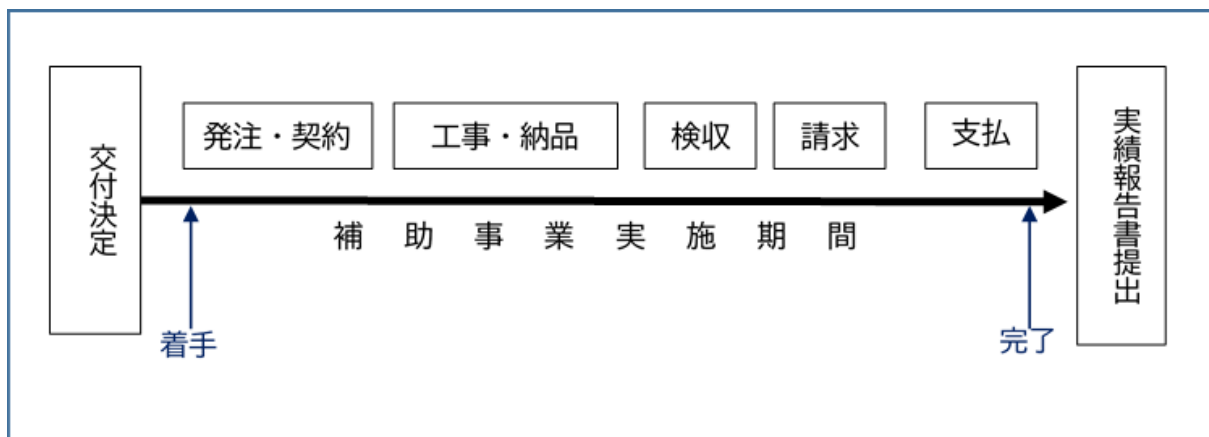 交付決定
発注・契約
工事・納品
検収
請求
支払
補助事業実施期間
着手
完了
実績報告書提出